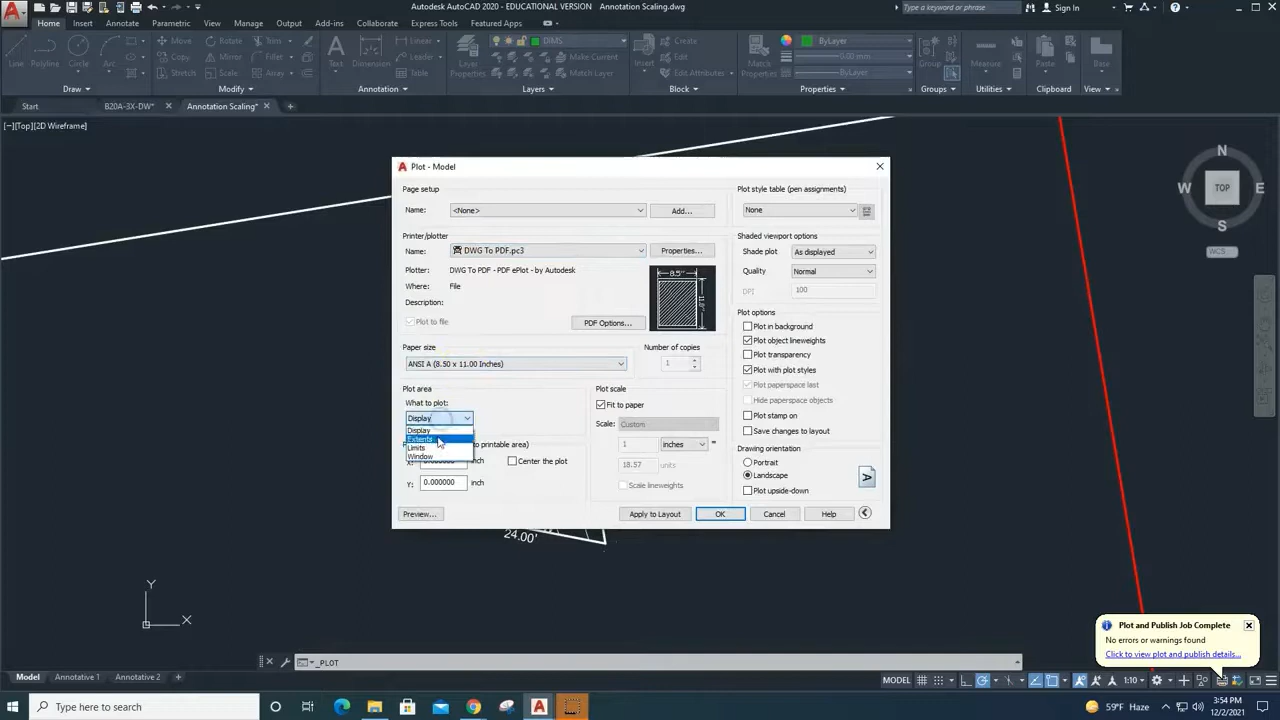 Autodesk AutoCAD 2020 - EDUCATIONAL VERSION Annotation Scaling.dwg
Type a keyword or phrase
Sign In
Home Insert Annotate Parametric View Manage Output Add-ins Collaborate Express Tools Featured Apps
Line Polyline Circle Arc
Move Rotate Trim
Copy Mirror Fillet
Stretch Scale Array
Text Dimension
Linear
Leader
Table
Layer
Properties
DIMS
Make Current
Match Layer
Insert
Create
Edit
Edit Attributes
Match
Properties
ByLayer
0.00 mm
ByLayer
Group
Measure
Paste
Base
Draw Modify Annotation Layers Block Properties Groups Utilities Clipboard View
Start B20A-3X-DW* Annotation Scaling*
[−][Top][2D Wireframe]
N
W TOP E
S
WCS
Plot - Model
Page setup
Name: <None> Add...
Printer/plotter
Name: DWG To PDF.pc3 Properties...
Plotter: DWG To PDF - PDF ePlot - by Autodesk
Where: File
Description:
Plot to file
PDF Options...
8.5"
11.0"
Paper size
ANSI A (8.50 x 11.00 Inches)
Number of copies
1
Plot area
What to plot:
Display
Display
Extents
Limits
Window
to printable area)
inch
Center the plot
Y: 0.000000 inch
Plot scale
Fit to paper
Scale: Custom
1 inches =
18.57 units
Scale lineweights
Plot style table (pen assignments)
None
Shaded viewport options
Shade plot As displayed
Quality Normal
DPI 100
Plot options
Plot in background
Plot object lineweights
Plot transparency
Plot with plot styles
Plot paperspace last
Hide paperspace objects
Plot stamp on
Save changes to layout
Drawing orientation
Portrait
Landscape
Plot upside-down
A
Preview... Apply to Layout OK Cancel Help
24.00'
Y
X
Plot and Publish Job Complete
No errors or warnings found
Click to view plot and publish details...
_PLOT
Model Annotation 1 Annotation 2
MODEL 1:10
Type here to search
59°F Haze
3:54 PM
12/2/2021